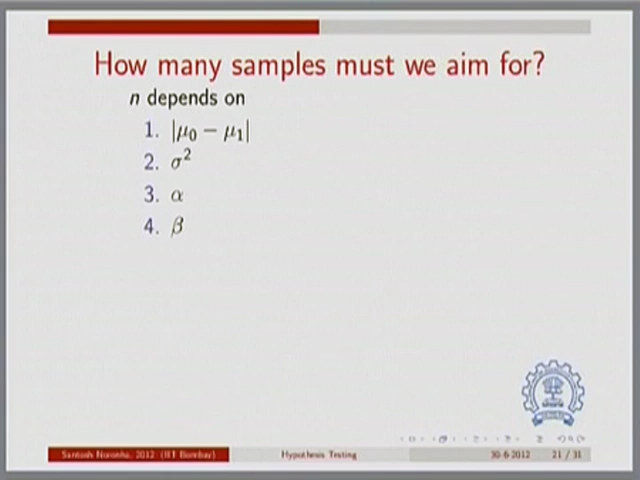 How many samples must we aim for?
n depends on
1. |μ₀ − μ₁|
2. σ²
3. α
4. β
Santosh Noronha, 2012 (IIT Bombay)
Hypothesis Testing
30-6-2012
21 / 31